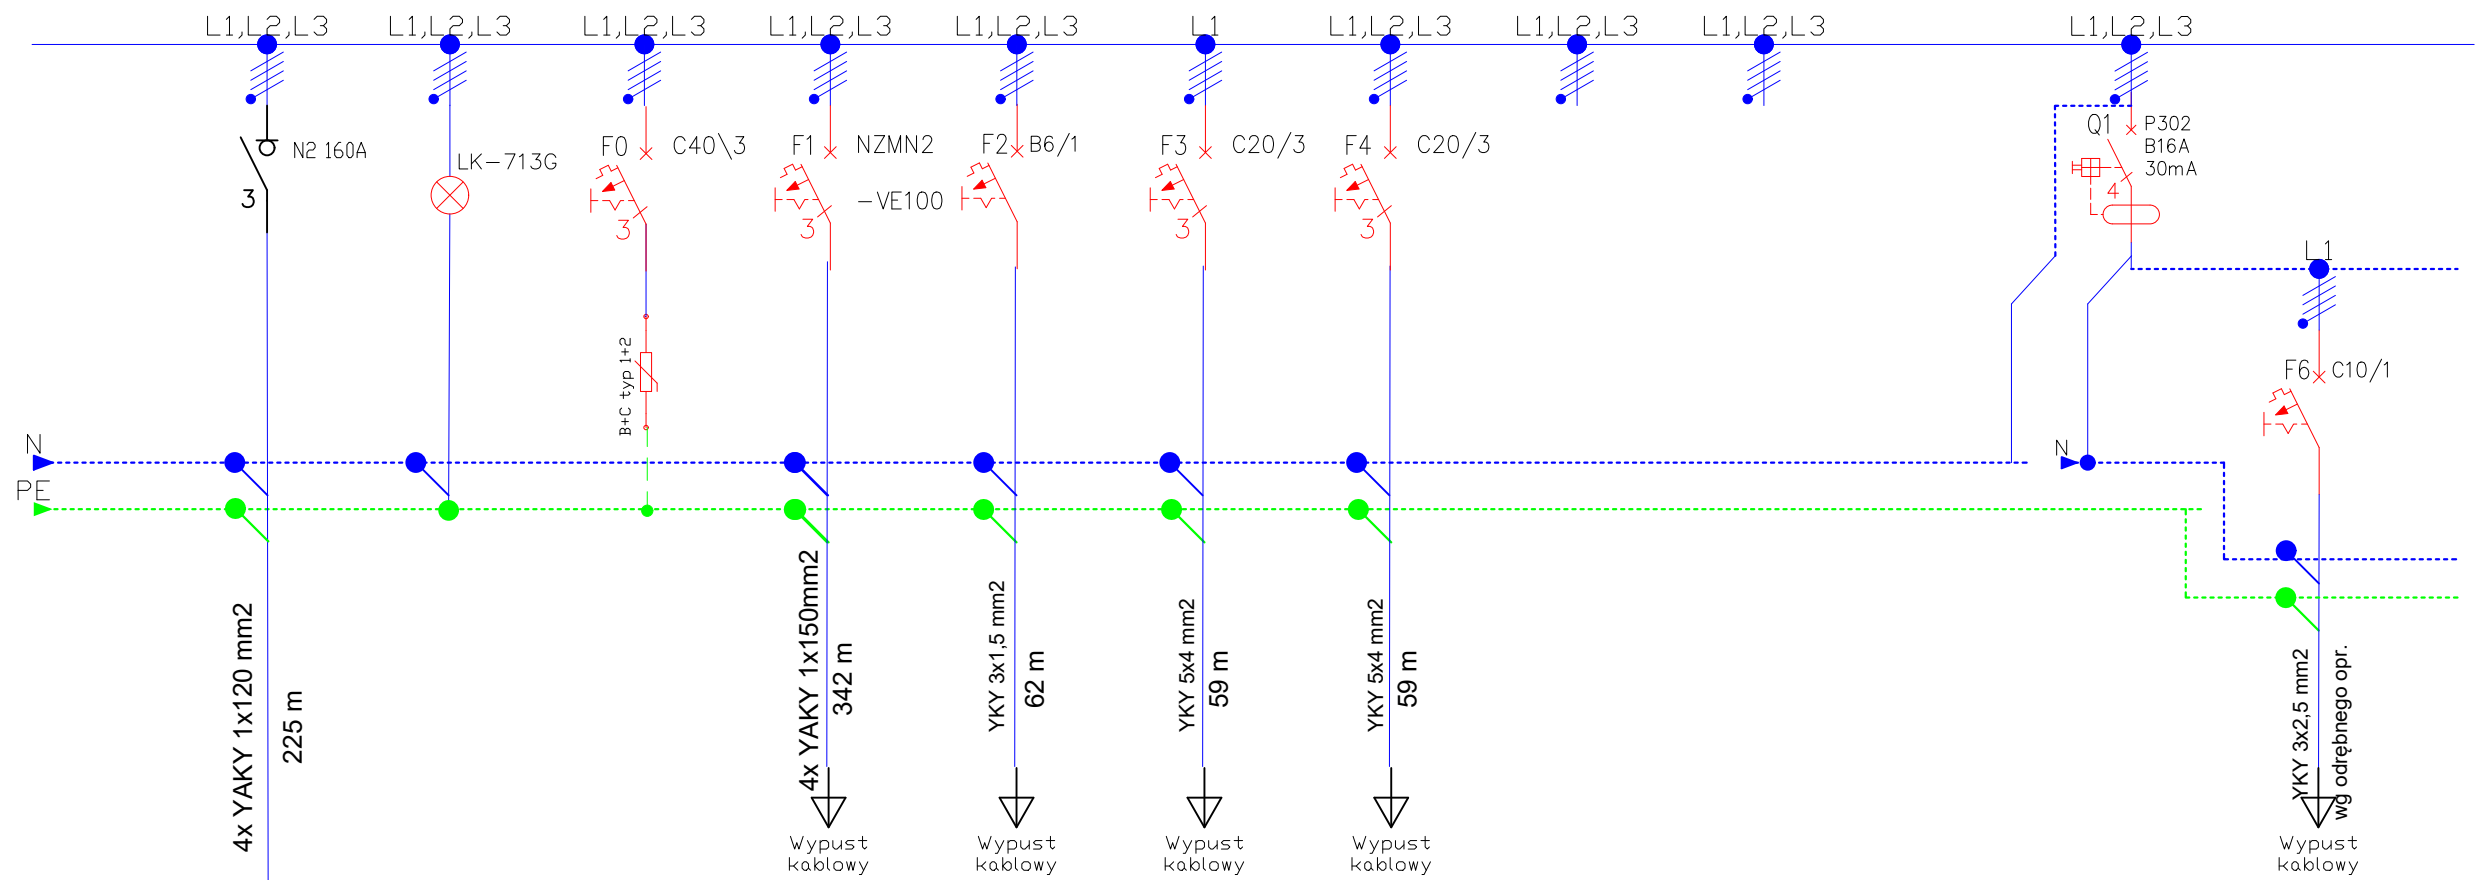 L1,L2,L3
L1,L2,L3
L1,L2,L3
L1,L2,L3
L1,L2,L3
L1
L1,L2,L3
L1,L2,L3
L1,L2,L3
L1,L2,L3
N2 160A
3
LK-713G
F0
C40\3
3
B+C typ 1+2
F1
NZMN2
-VE100
3
F2
B6/1
F3
C20/3
3
F4
C20/3
3
Q1
P302
B16A
30mA
4
L1
F6
C10/1
N
N
PE
4x YAKY 1x120 mm2
225 m
4x YAKY 1x150mm2
342 m
YKY 3x1,5 mm2
62 m
YKY 5x4 mm2
59 m
YKY 5x4 mm2
59 m
YKY 3x2,5 mm2
wg odrębnego opr.
Wypust
kablowy
Wypust
kablowy
Wypust
kablowy
Wypust
kablowy
Wypust
kablowy